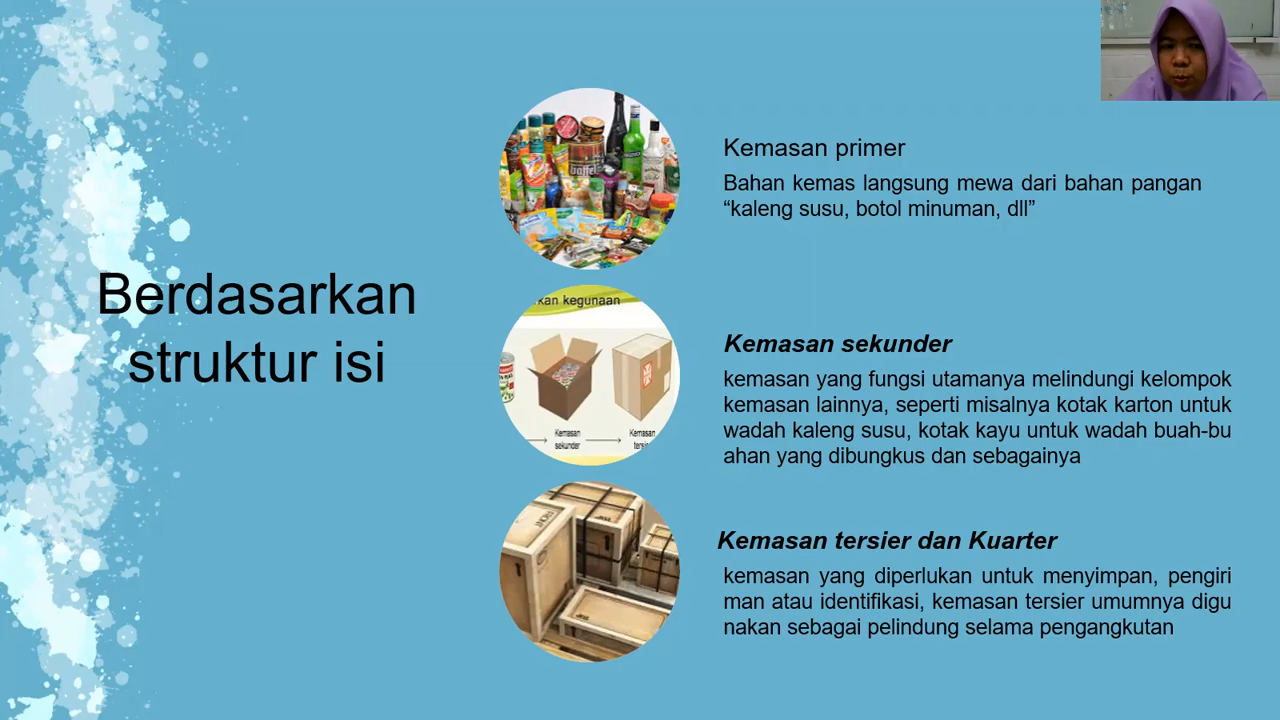 Berdasarkan
struktur isi
Kemasan primer
Bahan kemas langsung mewa dari bahan pangan
“kaleng susu, botol minuman, dll”
kan kegunaan
Kemasan
sekunder
Kemasan
Kemasan sekunder
kemasan yang fungsi utamanya melindungi kelompok
kemasan lainnya, seperti misalnya kotak karton untuk
wadah kaleng susu, kotak kayu untuk wadah buah-bu
ahan yang dibungkus dan sebagainya
Kemasan tersier dan Kuarter
kemasan yang diperlukan untuk menyimpan, pengiri
man atau identifikasi, kemasan tersier umumnya digu
nakan sebagai pelindung selama pengangkutan